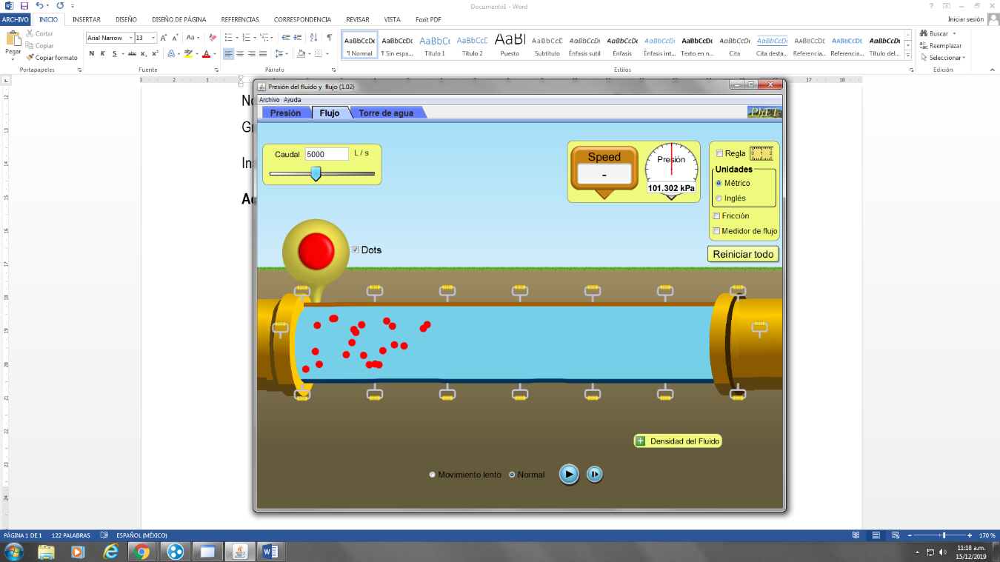 Documento1 - Word
ARCHIVO INICIO INSERTAR DISEÑO DISEÑO DE PÁGINA REFERENCIAS CORRESPONDENCIA REVISAR VISTA Foxit PDF Iniciar sesión
Pegar
Cortar
Copiar
Copiar formato
Portapapeles
Arial Narrow 13
N K S abc x₂ x²
Fuente
Párrafo
AaBbCcDc AaBbCcDc AaBbCc AaBbCcD AaBl AaBbCcD AaBbCcDc AaBbCcDc AaBbCcDc AaBbCcDc AaBbCcDc AaBbCcDc AABBCCDC AABBCCDC AaBbCcDc
¶ Normal ¶ Sin espa... Título 1 Título 2 Puesto Subtítulo Énfasis sutil Énfasis Énfasis int... Texto en n... Cita Cita desta... Referencia... Referencia... Título del...
Estilos
Buscar
Reemplazar
Seleccionar
Edición
Presión del fluido y flujo (1.02)
Archivo Ayuda
Presión Flujo Torre de agua
PhET
Caudal 5000 L / s
Speed
-
Presión
101.302 kPa
Regla 0 1 2
Unidades
Métrico
Inglés
Fricción
Medidor de flujo
Reiniciar todo
Dots
Densidad del Fluido
Movimiento lento Normal
PÁGINA 1 DE 1 122 PALABRAS ESPAÑOL (MÉXICO) 170 %
11:18 a.m.
15/12/2019